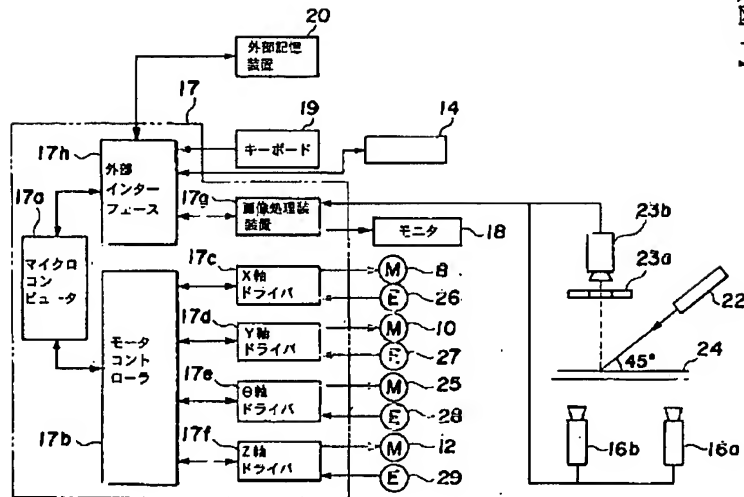 20
外部記憶
装置
17
19
14
17h
キーボード
外部
インター
フェース
17a
17g
画像処理装
装置
23b
モニタ
18
23a
マイクロ
コン
ピュータ
17c
X軸
ドライバ
M
8
E
26
22
17d
Y軸
ドライバ
M
10
E
27
24
45°
モータ
コント
ローラ
17e
θ軸
ドライバ
M
25
E
28
17b
17f
Z軸
ドライバ
M
12
E
29
16b
16a